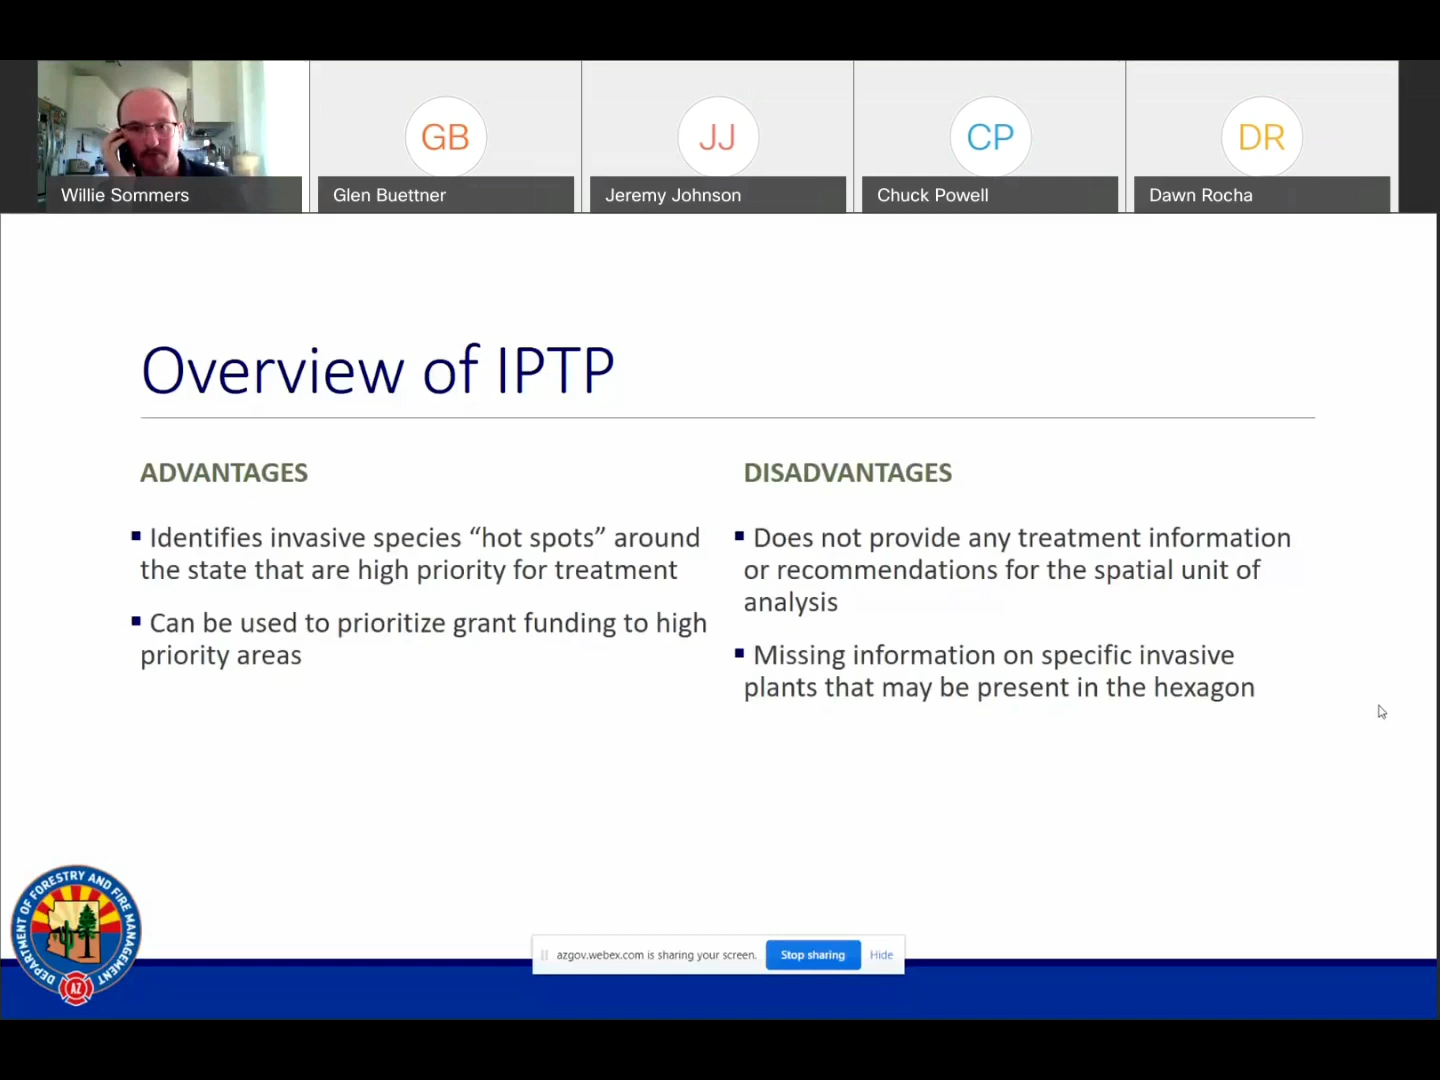 Willie Sommers
GB
Glen Buettner
JJ
Jeremy Johnson
CP
Chuck Powell
DR
Dawn Rocha
Overview of IPTP
ADVANTAGES
▪ Identifies invasive species “hot spots” around
the state that are high priority for treatment
▪ Can be used to prioritize grant funding to high
priority areas
DISADVANTAGES
▪ Does not provide any treatment information
or recommendations for the spatial unit of
analysis
▪ Missing information on specific invasive
plants that may be present in the hexagon
DEPARTMENT OF FORESTRY AND FIRE MANAGEMENT
AZ
azgov.webex.com is sharing your screen.
Stop sharing
Hide